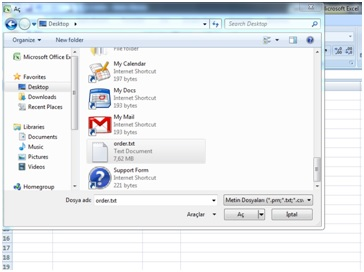 Aç
Microsoft Excel
Desktop
Search Desktop
Organize
New folder
Microsoft Office E
Favorites
Desktop
Downloads
Recent Places
Libraries
Documents
Music
Pictures
Videos
Homegroup
File folder
My Calendar
Internet Shortcut
197 bytes
My Docs
Internet Shortcut
193 bytes
My Mail
Internet Shortcut
193 bytes
order.txt
Text Document
7,62 MB
Support Form
Internet Shortcut
221 bytes
Dosya adı:
order.txt
Metin Dosyaları (*.prn;*.txt;*.cs
Araçlar
Aç
İptal
15
16
17
18
19
20